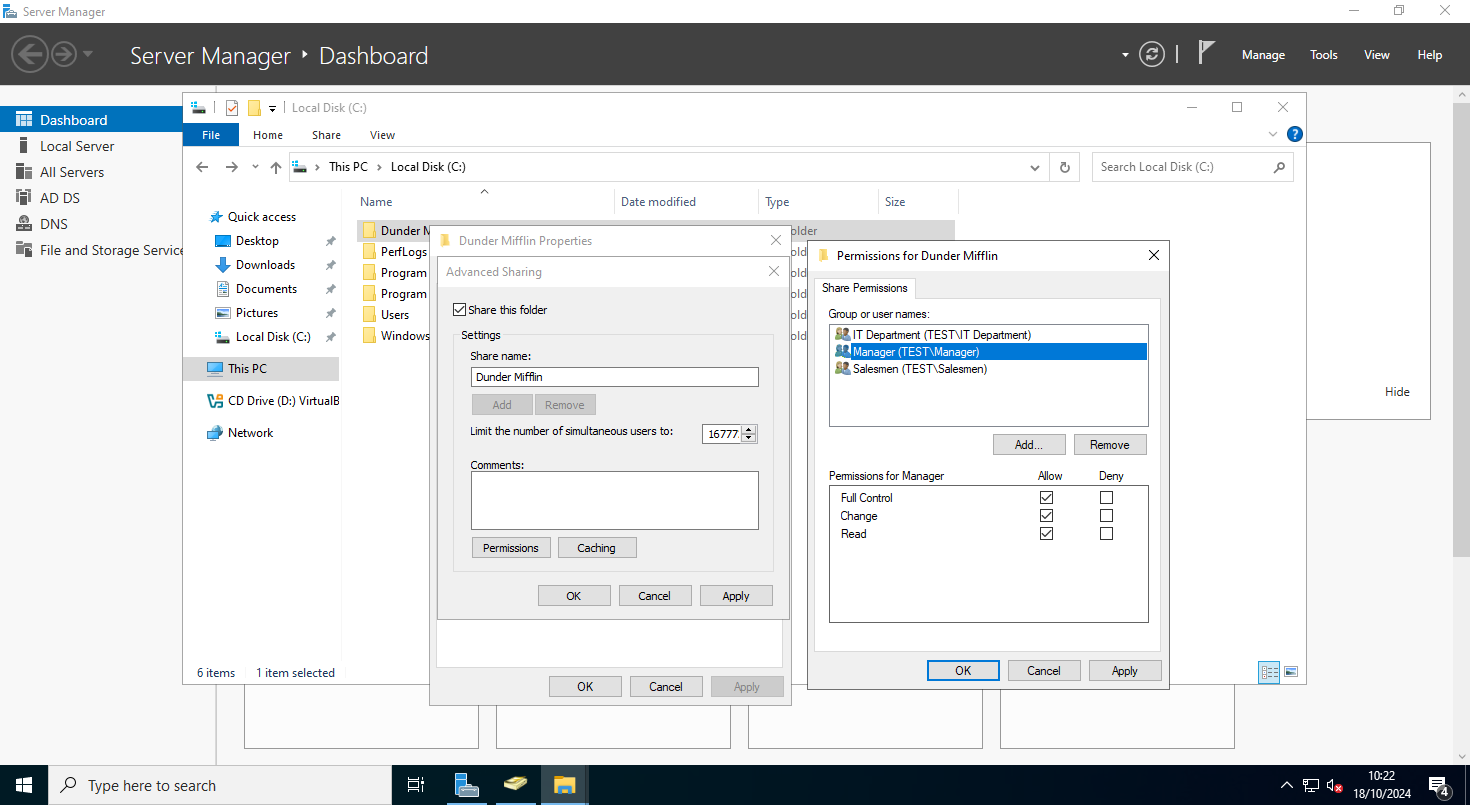 Server Manager
Server Manager ‣ Dashboard
Manage Tools View Help
Dashboard
Local Server
All Servers
AD DS
DNS
File and Storage Service
Local Disk (C:)
File Home Share View
This PC › Local Disk (C:)
Search Local Disk (C:)
Name Date modified Type Size
Quick access
Desktop
Downloads
Documents
Pictures
Local Disk (C:)
This PC
CD Drive (D:) VirtualB
Network
Dunder M
PerfLogs
Program
Program
Users
Windows
older
old
old
old
old
old
6 items 1 item selected
Hide
Dunder Mifflin Properties
Advanced Sharing
Share this folder
Settings
Share name:
Dunder Mifflin
Add Remove
Limit the number of simultaneous users to: 16777
Comments:
Permissions Caching
OK Cancel Apply
OK Cancel Apply
Permissions for Dunder Mifflin
Share Permissions
Group or user names:
IT Department (TEST\IT Department)
Manager (TEST\Manager)
Salesmen (TEST\Salesmen)
Add... Remove
Permissions for Manager Allow Deny
Full Control
Change
Read
OK Cancel Apply
Type here to search
10:22
18/10/2024
4